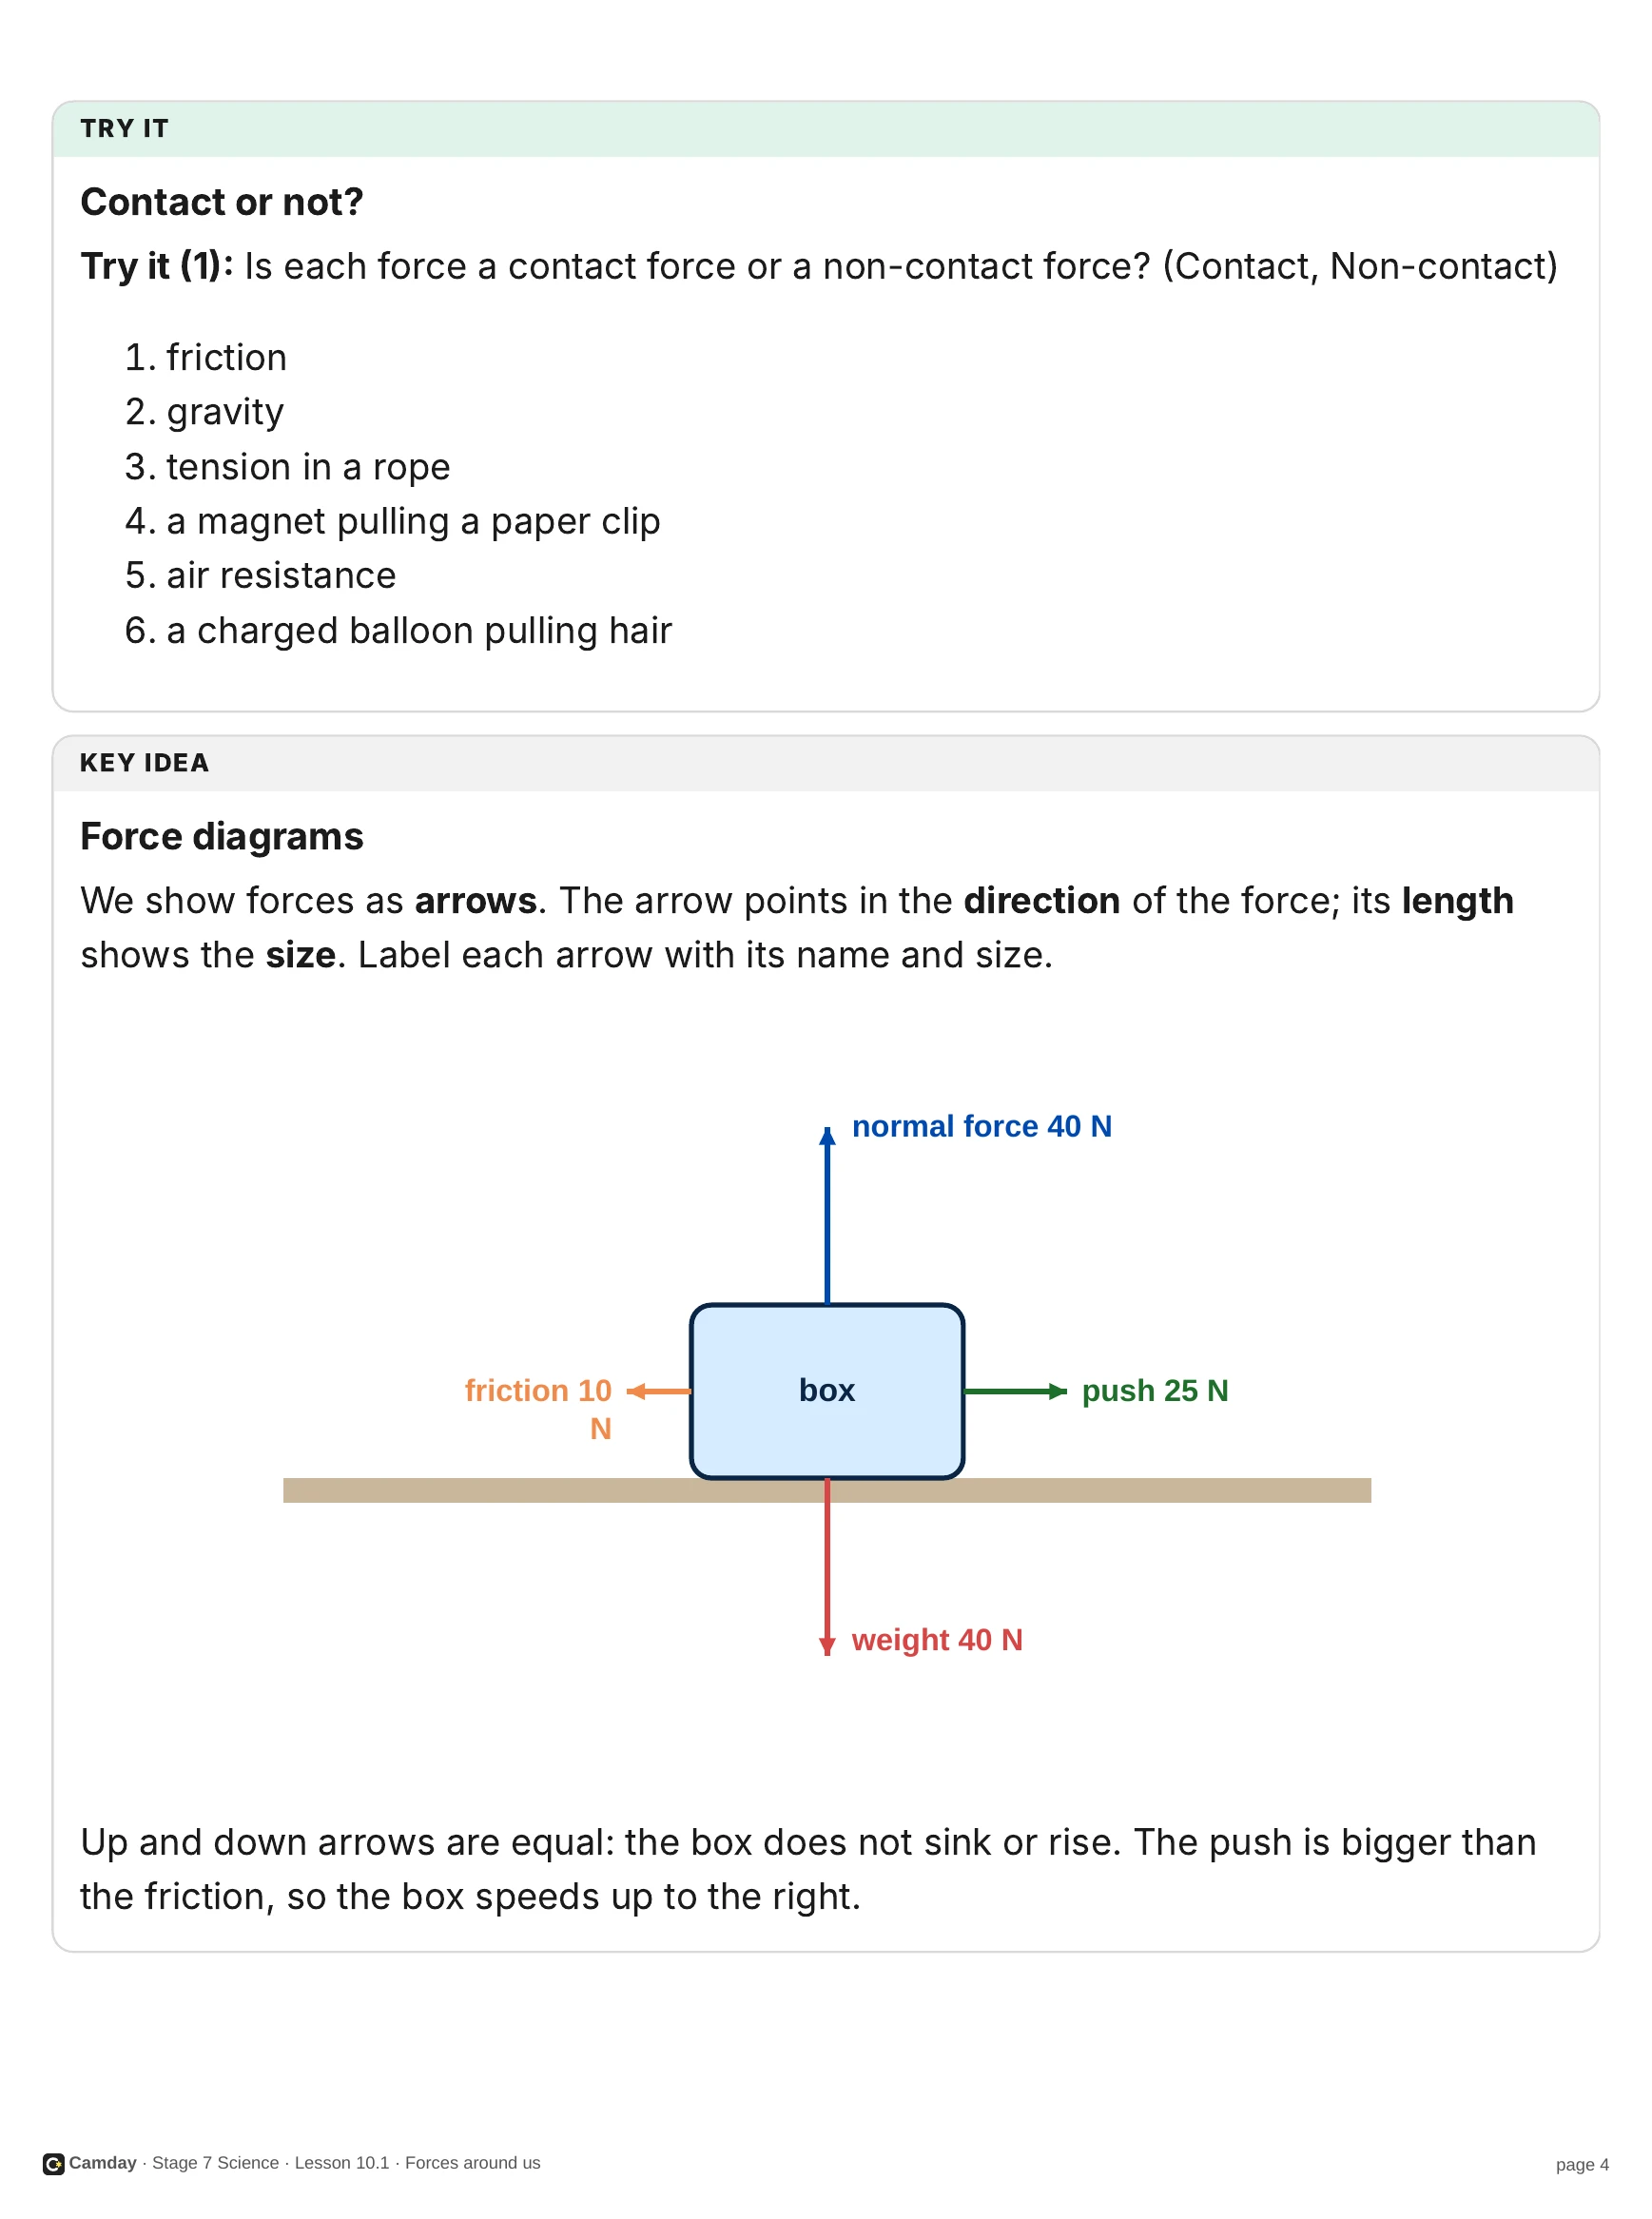 TRY IT
Contact or not?
Try it (1): Is each force a contact force or a non-contact force? (Contact, Non-contact)
1. friction
2. gravity
3. tension in a rope
4. a magnet pulling a paper clip
5. air resistance
6. a charged balloon pulling hair
KEY IDEA
Force diagrams
We show forces as arrows. The arrow points in the direction of the force; its length
shows the size. Label each arrow with its name and size.
normal force 40 N
friction 10
N
box
push 25 N
weight 40 N
Up and down arrows are equal: the box does not sink or rise. The push is bigger than
the friction, so the box speeds up to the right.
Camday · Stage 7 Science · Lesson 10.1 · Forces around us
page 4